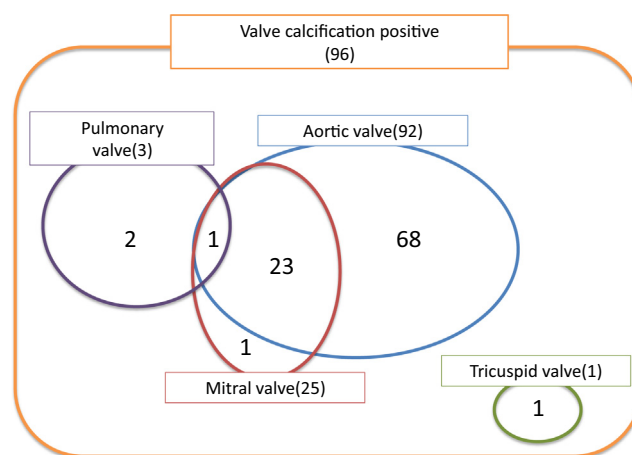 Valve calcification positive
(96)
Pulmonary
valve(3)
Aortic valve(92)
2
1
23
68
1
Mitral valve(25)
Tricuspid valve(1)
1